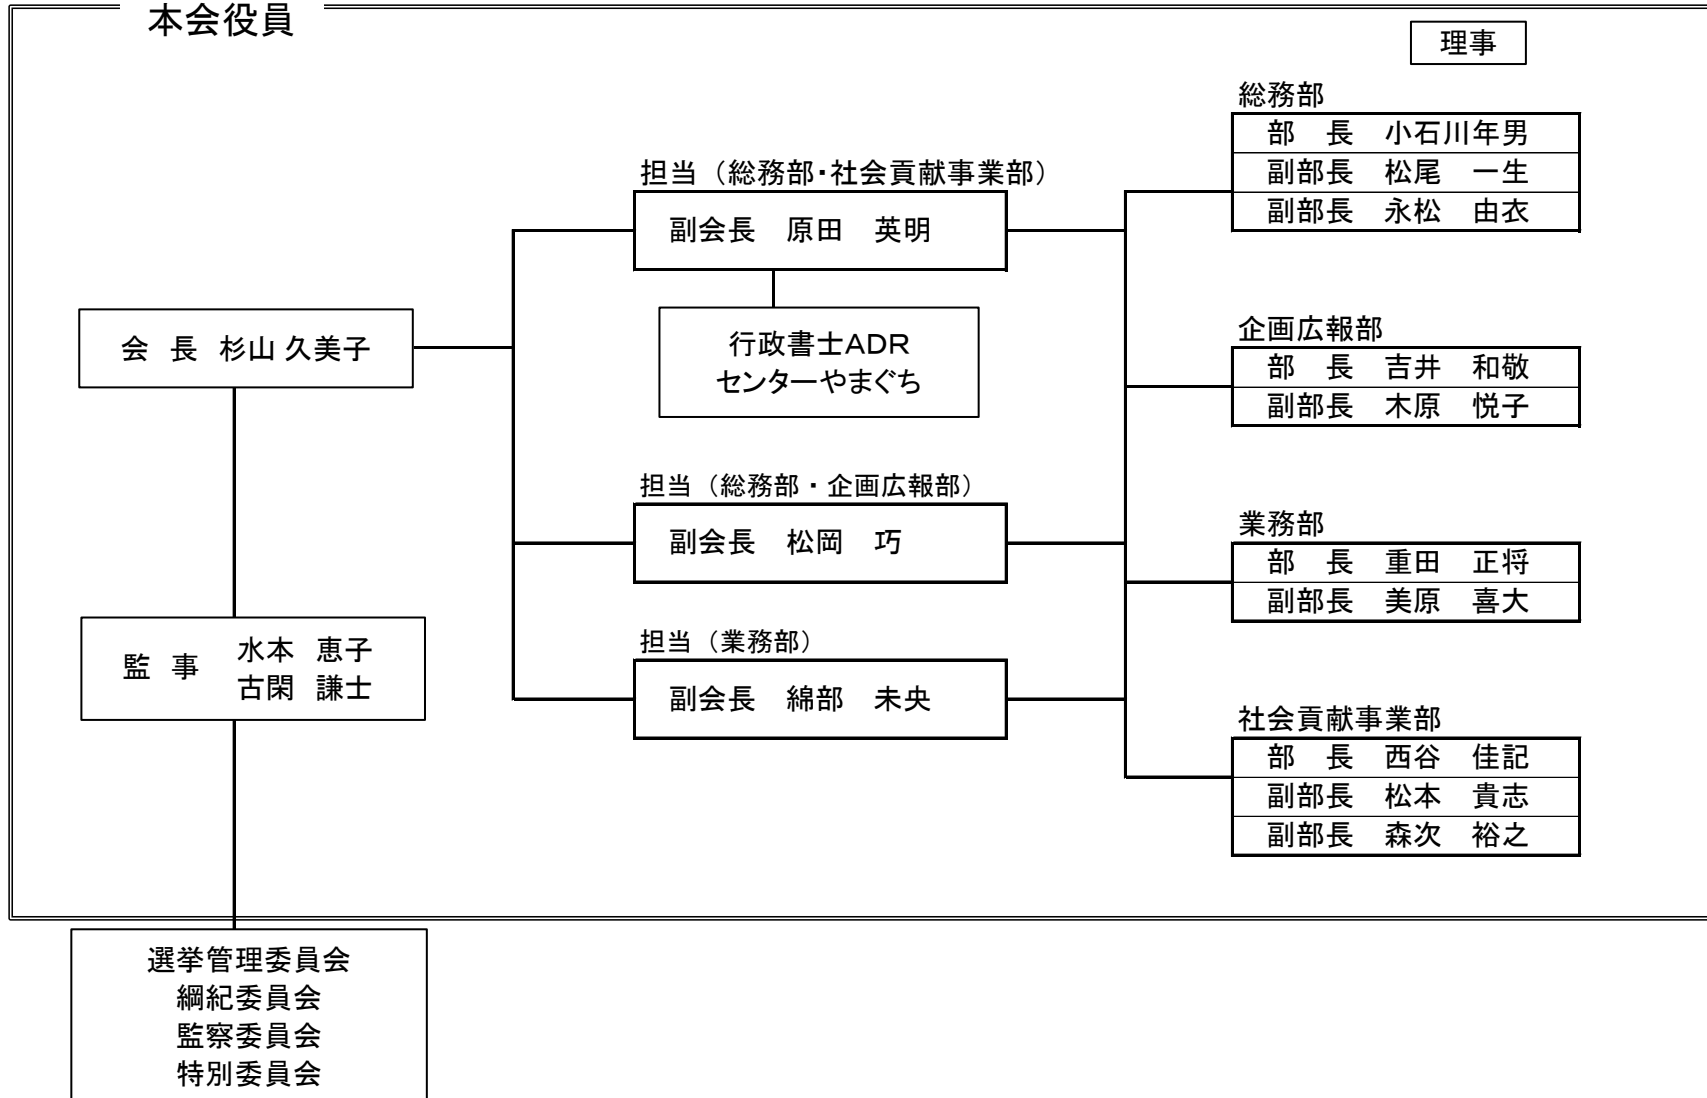 本会役員
理事
会 長 杉山 久美子
監 事 水本 恵子
古閑 謙士
選挙管理委員会
綱紀委員会
監察委員会
特別委員会
担当（総務部・社会貢献事業部）
副会長 原田 英明
行政書士ADR
センターやまぐち
担当（総務部・企画広報部）
副会長 松岡 巧
担当（業務部）
副会長 綿部 未央
総務部
部 長 小石川年男
副部長 松尾 一生
副部長 永松 由衣
企画広報部
部 長 吉井 和敬
副部長 木原 悦子
業務部
部 長 重田 正将
副部長 美原 喜大
社会貢献事業部
部 長 西谷 佳記
副部長 松本 貴志
副部長 森次 裕之